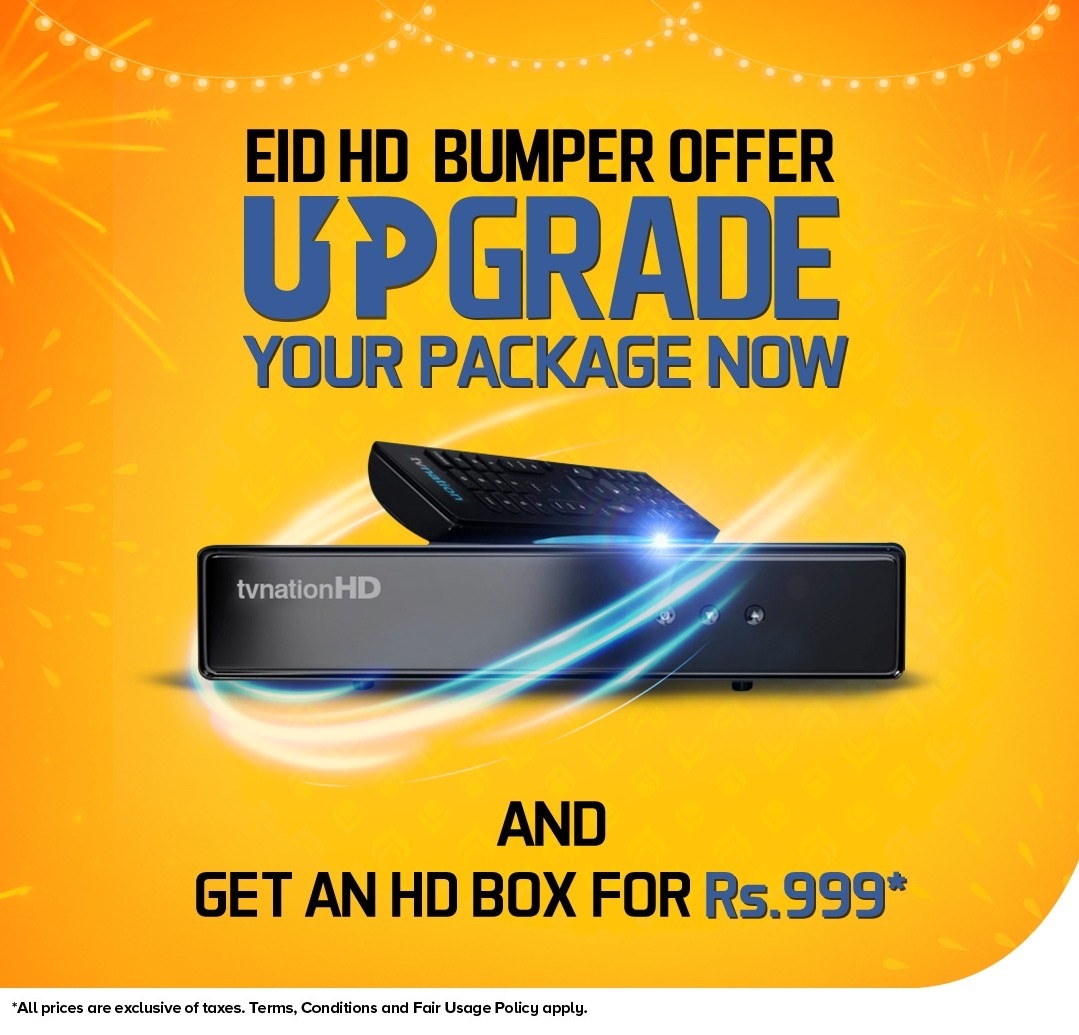 EID HD BUMPER OFFER
UPGRADE
YOUR PACKAGE NOW
tvnation
tvnationHD
AND
GET AN HD BOX FOR Rs.999*
*All prices are exclusive of taxes. Terms, Conditions and Fair Usage Policy apply.